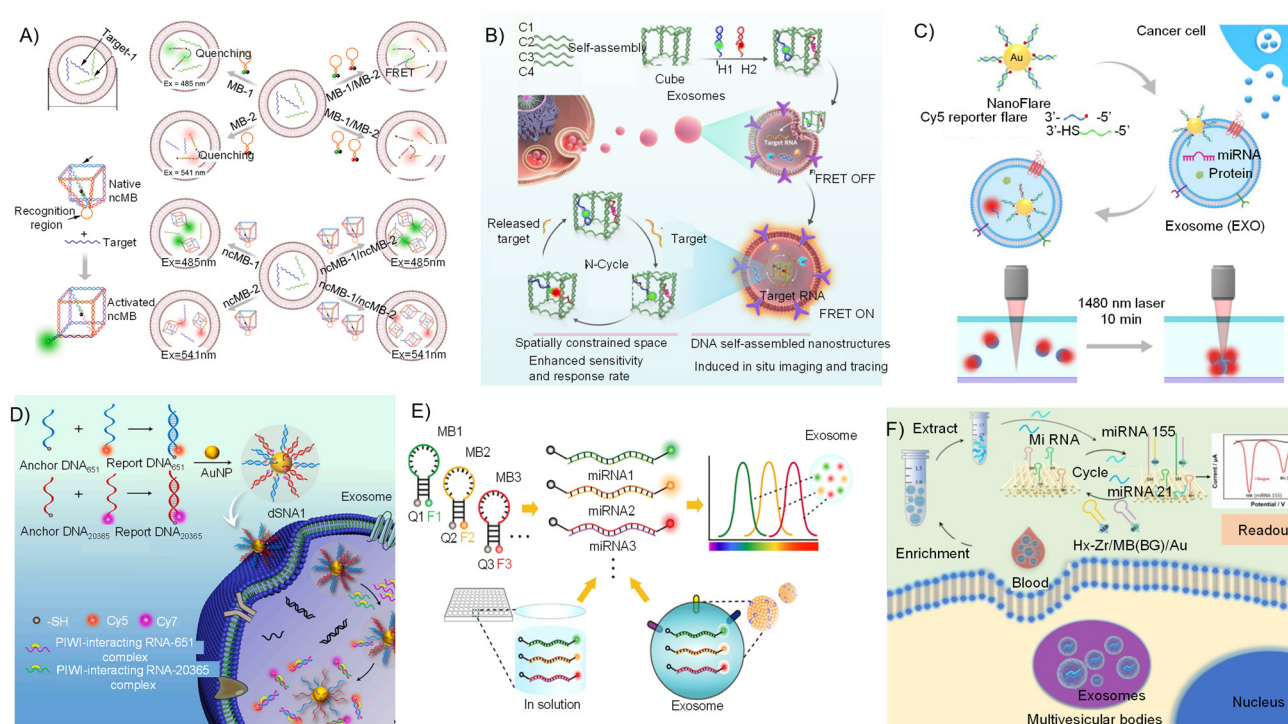 A)
Target-1
Quenching
Ex = 485 nm
MB-1
MB-1/MB-2
FRET
MB-2
MB-1/MB-2
Quenching
Ex = 541 nm
Native
ncMB
Recognition
region
+
Target
Activated
ncMB
Ex=485nm
ncMB-1
ncMB-1/ncMB-2
Ex=485nm
ncMB-2
ncMB-1/ncMB-2
Ex=541nm
Ex=541nm
B)
C1
C2
C3
C4
Self-assembly
Cube
H1
H2
Exosomes
Target RNA
FRET OFF
Released
target
Target
N-Cycle
Target RNA
FRET ON
Spatially constrained space
Enhanced sensitivity
and response rate
DNA self-assembled nanostructures
Induced in situ imaging and tracing
C)
Cancer cell
Au
NanoFlare
Cy5 reporter flare
3'- -5'
3'HS -5'
miRNA
Protein
Exosome (EXO)
1480 nm laser
10 min
D)
+
Anchor DNA651
Report DNA651
AuNP
+
Anchor DNA20365
Report DNA20365
dSNA1
Exosome
-SH
Cy5
Cy7
PIWI-interacting RNA-651
complex
PIWI-interacting RNA-20365
complex
E)
MB1
MB2
MB3
Q1 F1
Q2 F2
Q3 F3
...
miRNA1
miRNA2
miRNA3
Exosome
In solution
Exosome
F)
Extract
Mi RNA
miRNA 155
Cycle
miRNA 21
Enrichment
Blood
Hx-Zr/MB(BG)/Au
Current / μA
(miRNA 155)
Potential / V
Readou
Exosomes
Multivesicular bodies
Nucleus